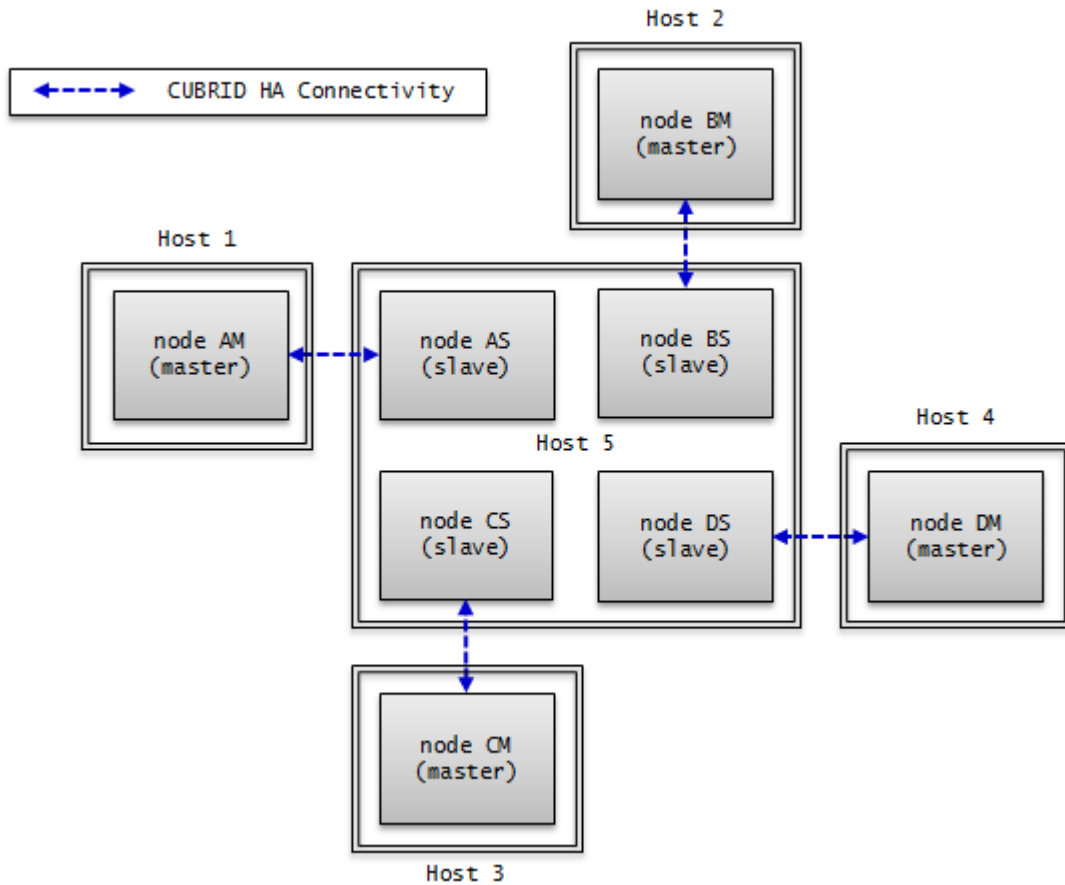 Host 2
CUBRID HA Connectivity
node BM
(master)
Host 1
node AM
(master)
node AS
(slave)
node BS
(slave)
Host 5
Host 4
node CS
(slave)
node DS
(slave)
node DM
(master)
node CM
(master)
Host 3